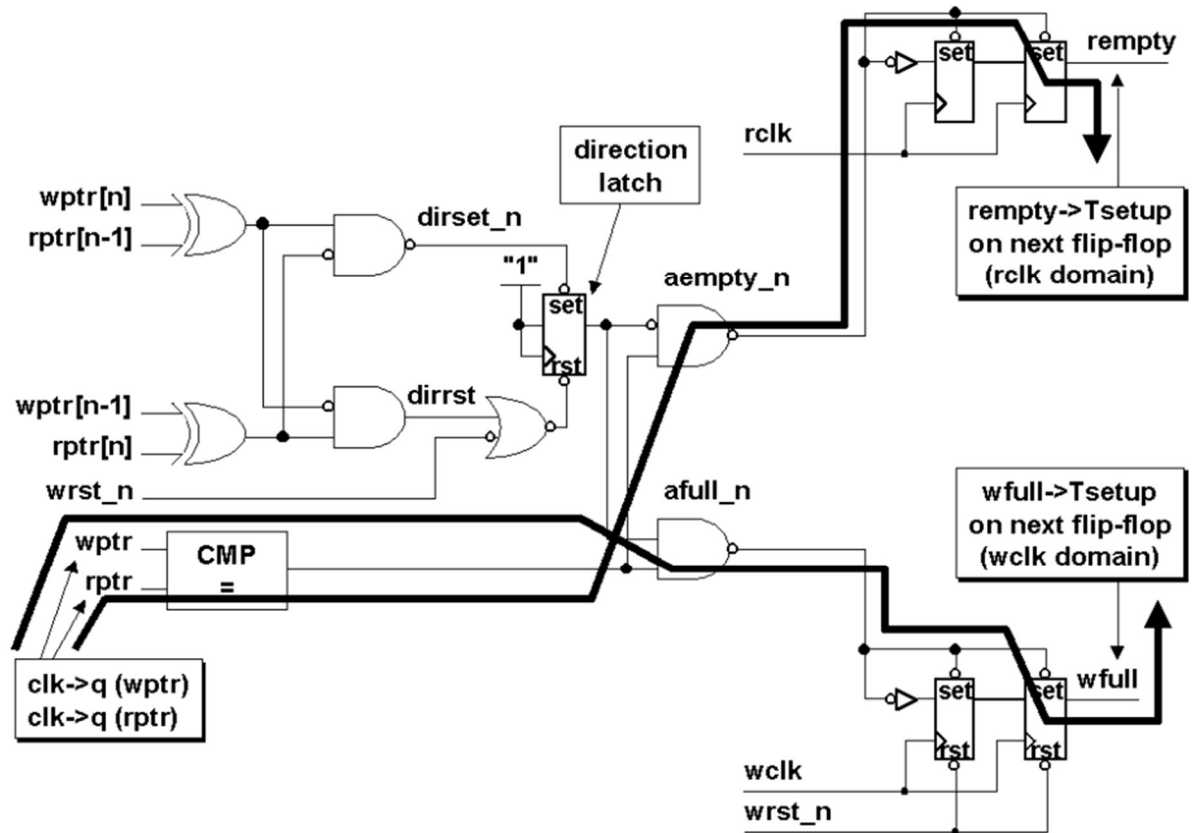 set
set
rempty
rclk
direction
latch
rempty->Tsetup
on next flip-flop
(rclk domain)
wptr[n]
rptr[n-1]
dirset_n
"1"
set
rst
aempty_n
wptr[n-1]
rptr[n]
dirrst
wrst_n
afull_n
wfull->Tsetup
on next flip-flop
(wclk domain)
wptr
rptr
CMP
=
clk->q (wptr)
clk->q (rptr)
set
rst
set
rst
wfull
wclk
wrst_n